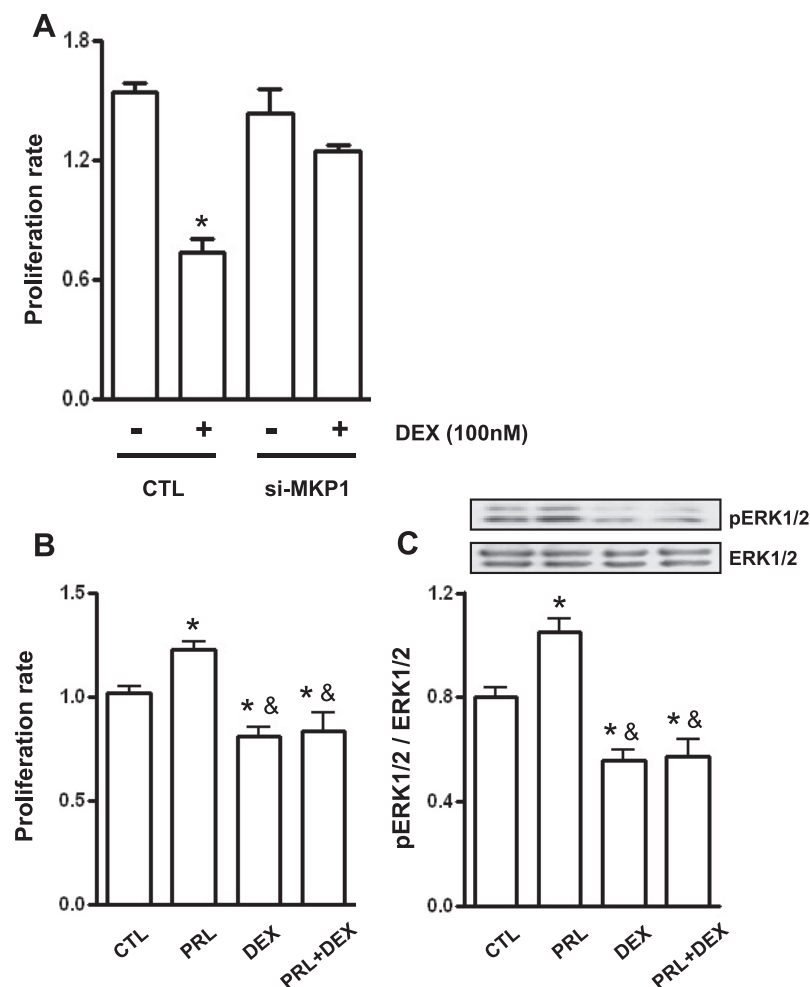 A
1.8
1.2
0.6
0.0
Proliferation rate
*
- + - + DEX (100nM)
CTL si-MKP1
B
1.5
1.0
0.5
0.0
Proliferation rate
*
* &
* &
CTL PRL DEX PRL+DEX
C
pERK1/2
ERK1/2
1.2
0.8
0.4
0.0
pERK1/2 / ERK1/2
*
* &
* &
CTL PRL DEX PRL+DEX